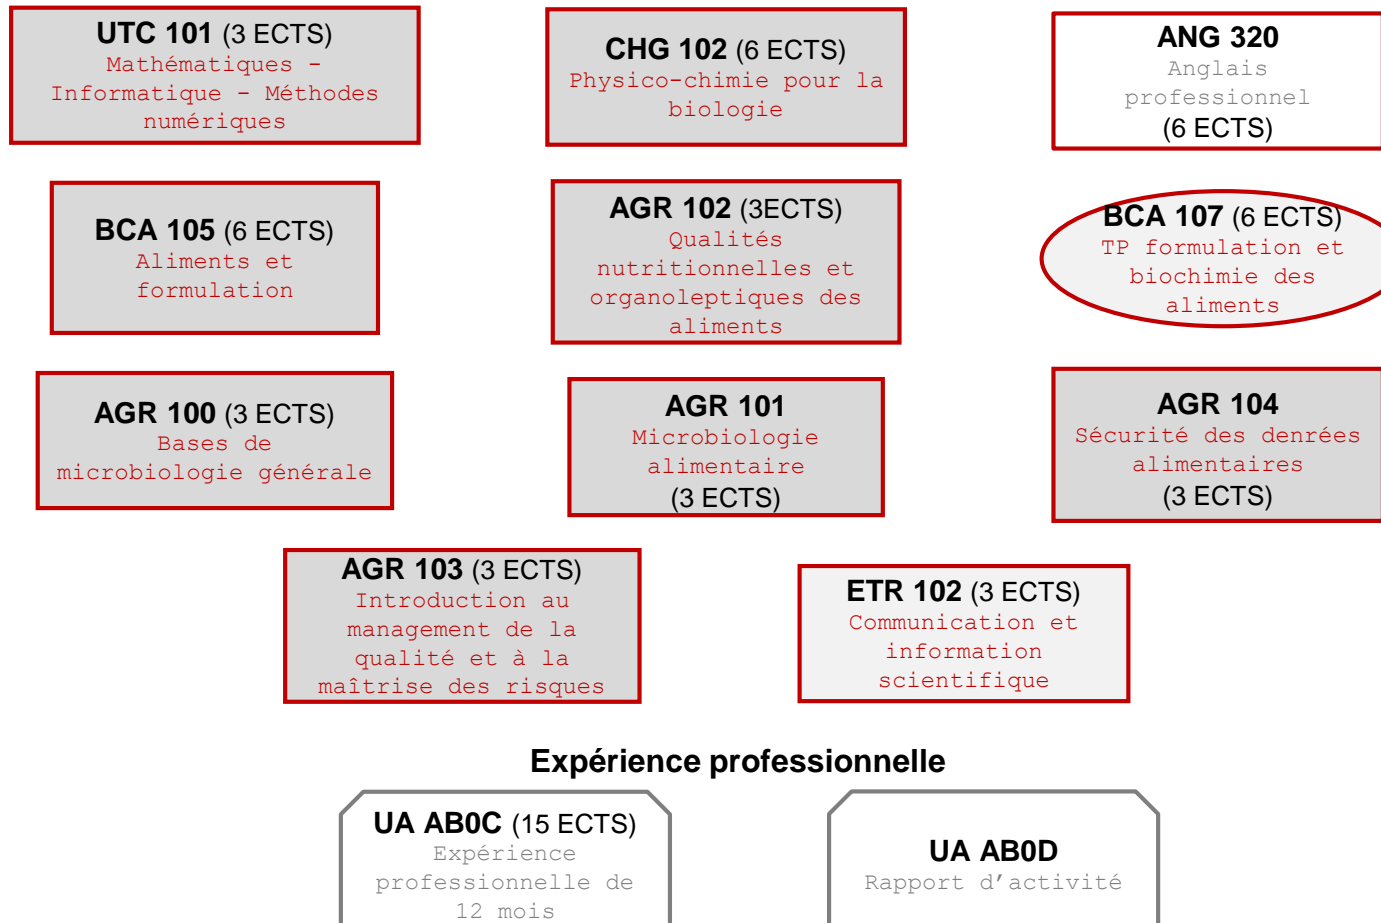 UTC 101 (3 ECTS)
Mathématiques -
Informatique - Méthodes
numériques
CHG 102 (6 ECTS)
Physico-chimie pour la
biologie
ANG 320
Anglais
professionnel
(6 ECTS)
BCA 105 (6 ECTS)
Aliments et
formulation
AGR 102 (3ECTS)
Qualités
nutritionnelles et
organoleptiques des
aliments
BCA 107 (6 ECTS)
TP formulation et
biochimie des
aliments
AGR 100 (3 ECTS)
Bases de
microbiologie générale
AGR 101
Microbiologie
alimentaire
(3 ECTS)
AGR 104
Sécurité des denrées
alimentaires
(3 ECTS)
AGR 103 (3 ECTS)
Introduction au
management de la
qualité et à la
maîtrise des risques
ETR 102 (3 ECTS)
Communication et
information
scientifique
Expérience professionnelle
UA AB0C (15 ECTS)
Expérience
professionnelle de
12 mois
UA AB0D
Rapport d’activité